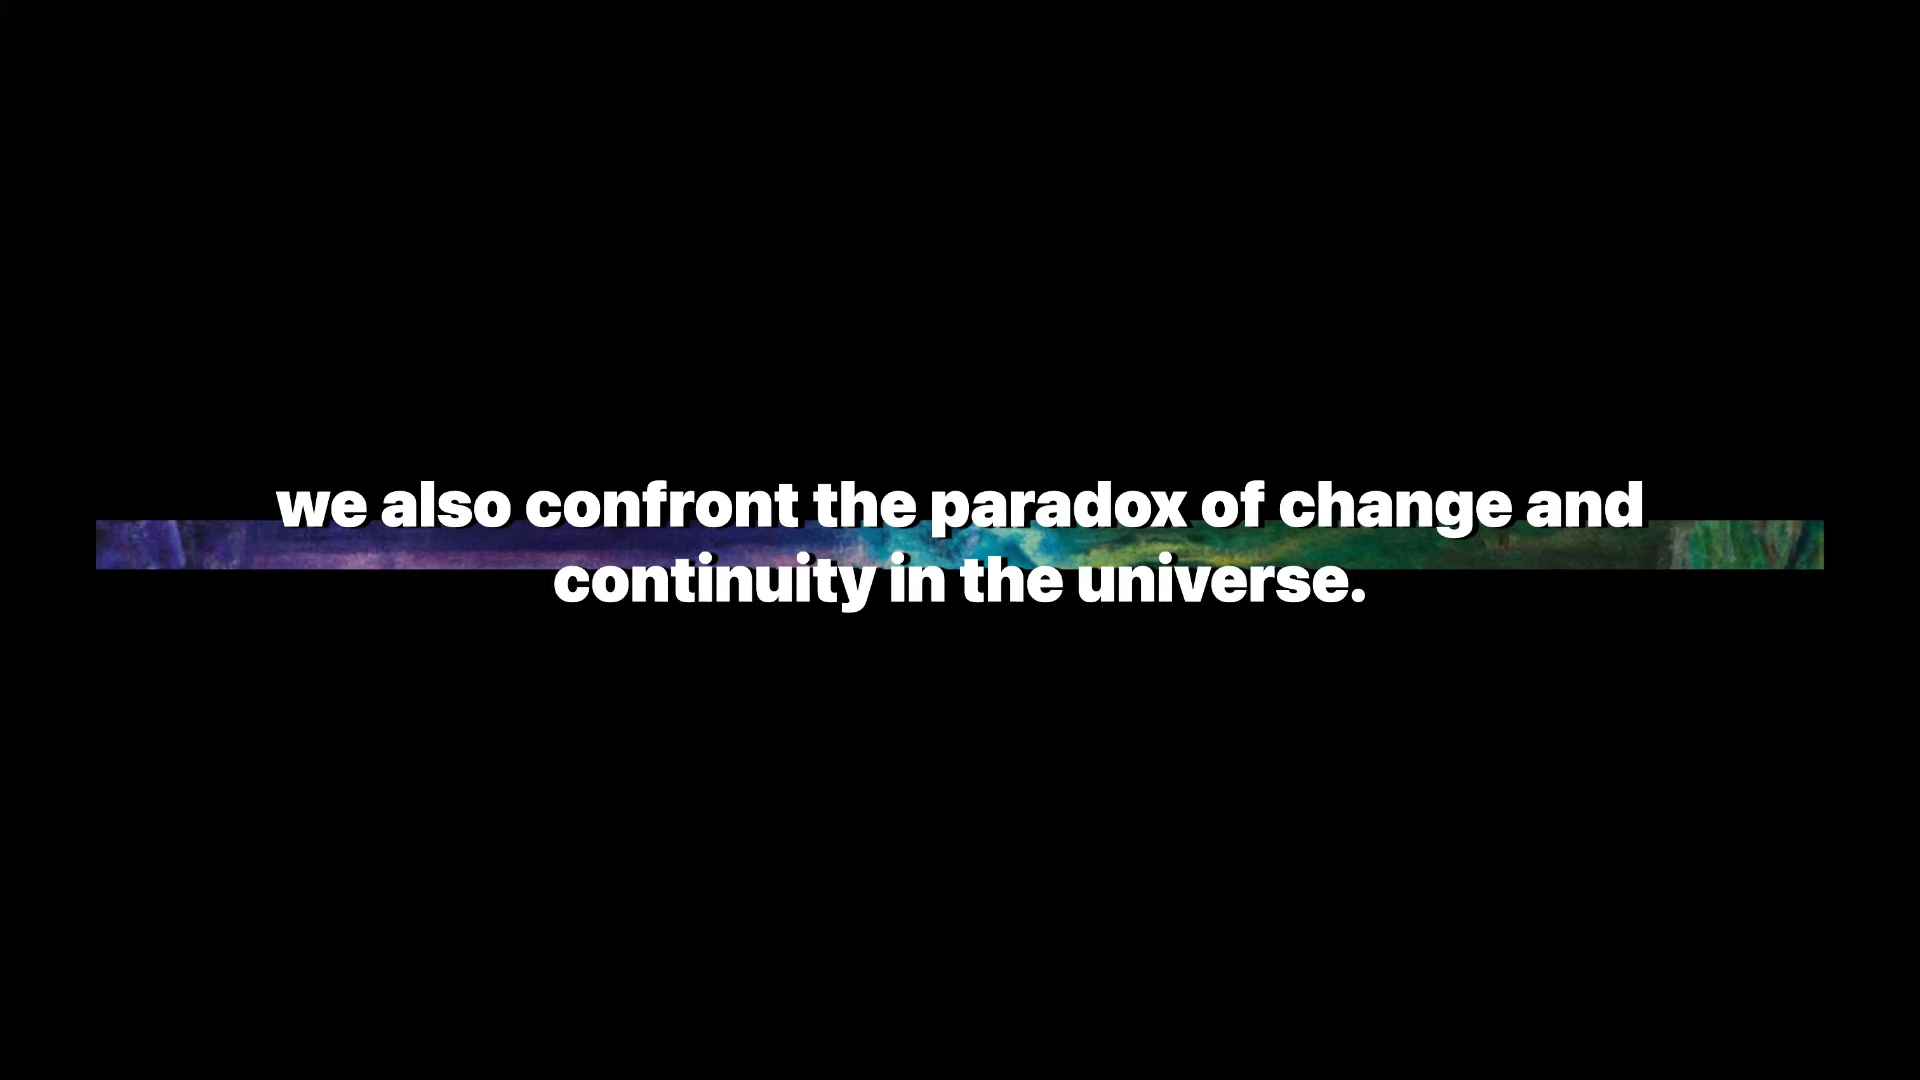 we also confront the paradox of change and
continuity in the universe.